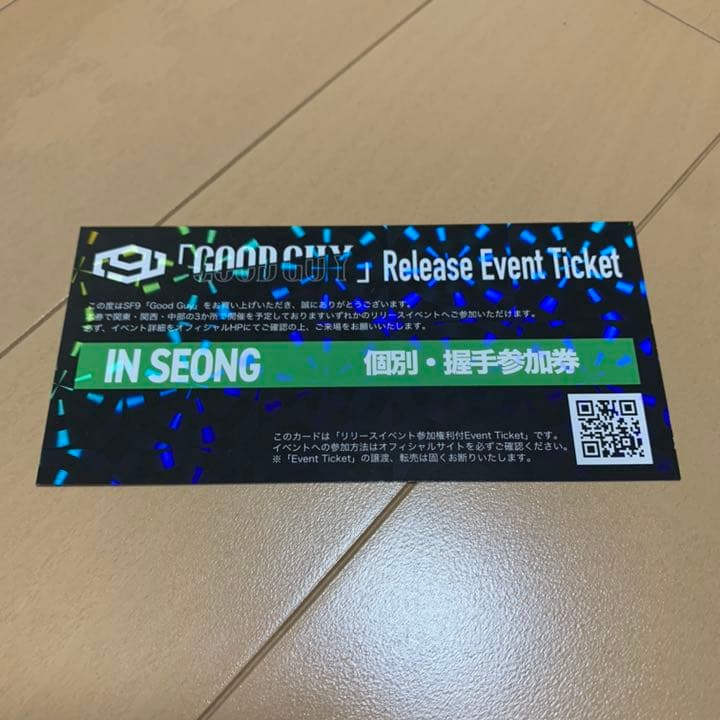 「GOOD GUY」Release Event Ticket
この度はSF9「Good Guy」をお買い上げいただき、誠にありがとうございます。
本券で関東・関西・中部の3か所で開催を予定しておりますいずれかのリリースイベントへご参加いただけます。
必ず、イベント詳細をオフィシャルHPにてご確認の上、ご来場をお願いいたします。
IN SEONG 個別・握手参加券
このカードは「リリースイベント参加権利付Event Ticket」です。
イベントへの参加方法はオフィシャルサイトを必ずご確認ください。
※「Event Ticket」の譲渡、転売は固くお断りいたします。